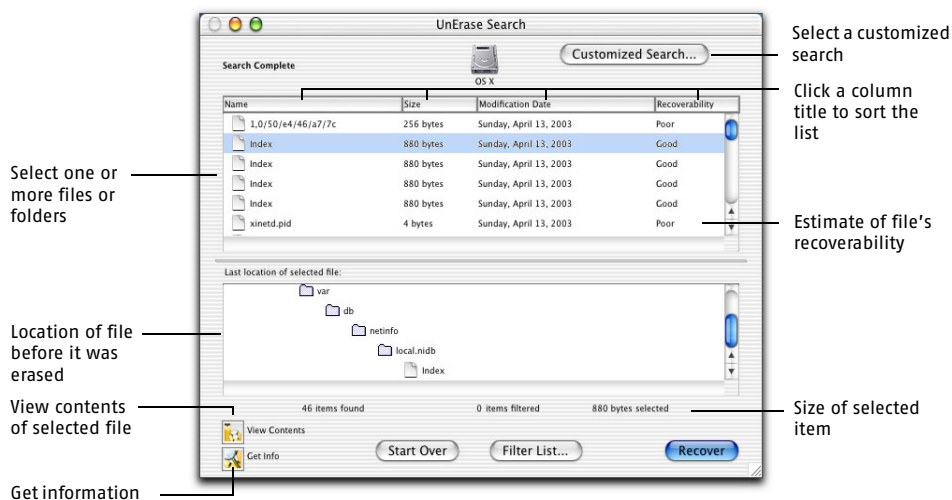 UnErase Search
Search Complete
OS X
Customized Search...
Select a customized
search
Click a column
title to sort the
list
Name Size Modification Date Recoverability
1,0/50/e4/46/a7/7c 256 bytes Sunday, April 13, 2003 Poor
Index 880 bytes Sunday, April 13, 2003 Good
Index 880 bytes Sunday, April 13, 2003 Good
Index 880 bytes Sunday, April 13, 2003 Good
Index 880 bytes Sunday, April 13, 2003 Good
xinetd.pid 4 bytes Sunday, April 13, 2003 Poor
Select one or
more files or
folders
Estimate of file's
recoverability
Last location of selected file:
var
db
netinfo
local.nidb
Index
Location of file
before it was
erased
46 items found 0 items filtered 880 bytes selected
View contents
of selected file
Size of selected
item
View Contents
Get Info
Start Over Filter List... Recover
Get information